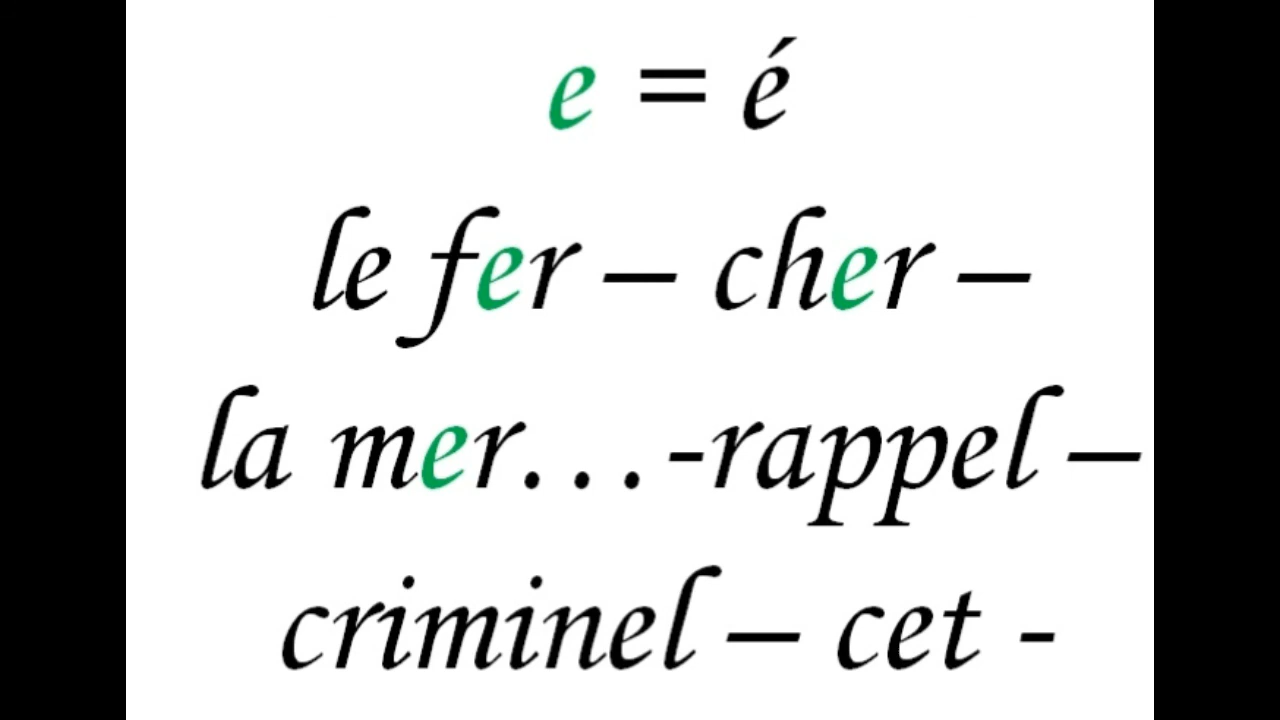 e = é
le fer – cher –
la mer...-rappel –
criminel – cet -